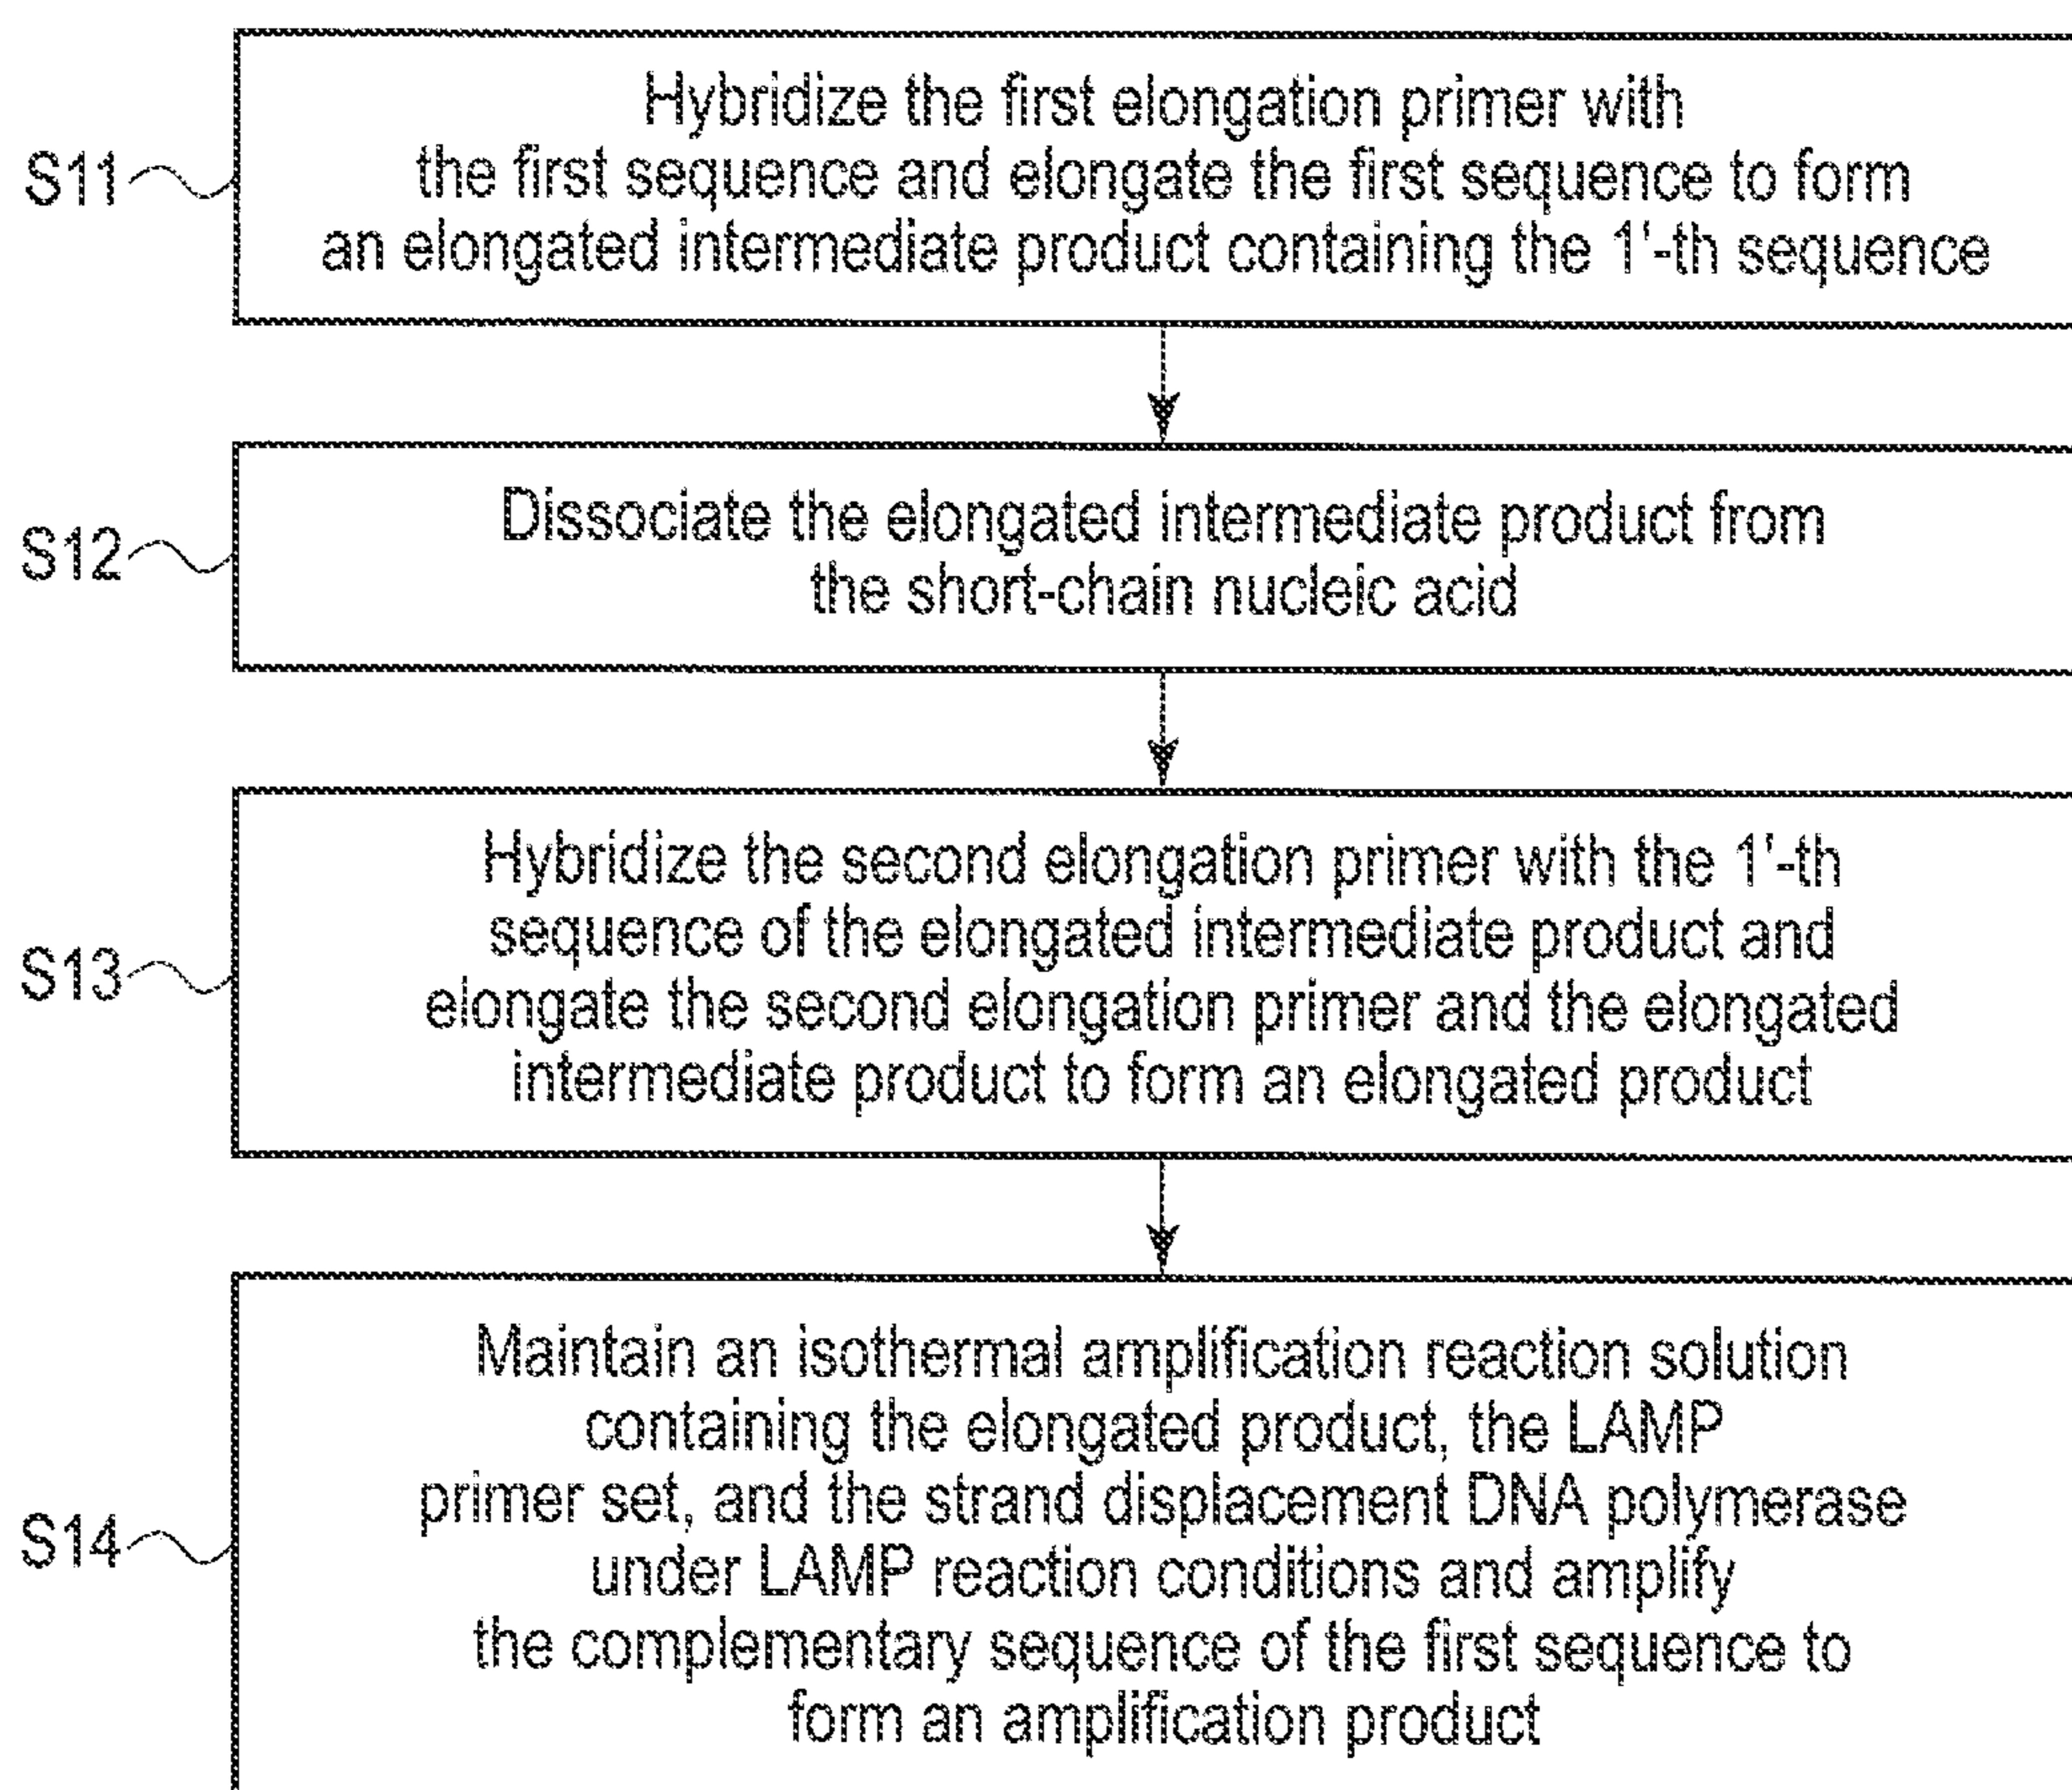 S11
Hybridize the first elongation primer with
the first sequence and elongate the first sequence to form
an elongated intermediate product containing the 1'-th sequence
S12
Dissociate the elongated intermediate product from
the short-chain nucleic acid
S13
Hybridize the second elongation primer with the 1'-th
sequence of the elongated intermediate product and
elongate the second elongation primer and the elongated
intermediate product to form an elongated product
S14
Maintain an isothermal amplification reaction solution
containing the elongated product, the LAMP
primer set, and the strand displacement DNA polymerase
under LAMP reaction conditions and amplify
the complementary sequence of the first sequence to
form an amplification product